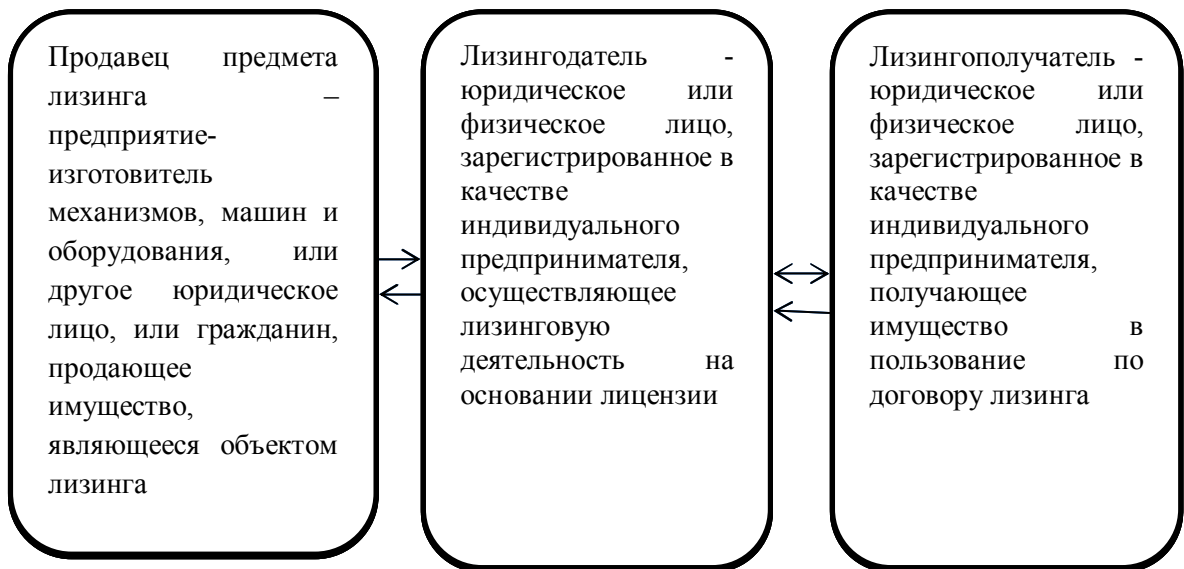 Продавец предмета
лизинга –
предприятие-
изготовитель
механизмов, машин и
оборудования, или
другое юридическое
лицо, или гражданин,
продающее
имущество,
являющееся объектом
лизинга
Лизингодатель -
юридическое или
физическое лицо,
зарегистрированное в
качестве
индивидуального
предпринимателя,
осуществляющее
лизинговую
деятельность на
основании лицензии
Лизингополучатель -
юридическое или
физическое лицо,
зарегистрированное в
качестве
индивидуального
предпринимателя,
получающее
имущество в
пользование по
договору лизинга